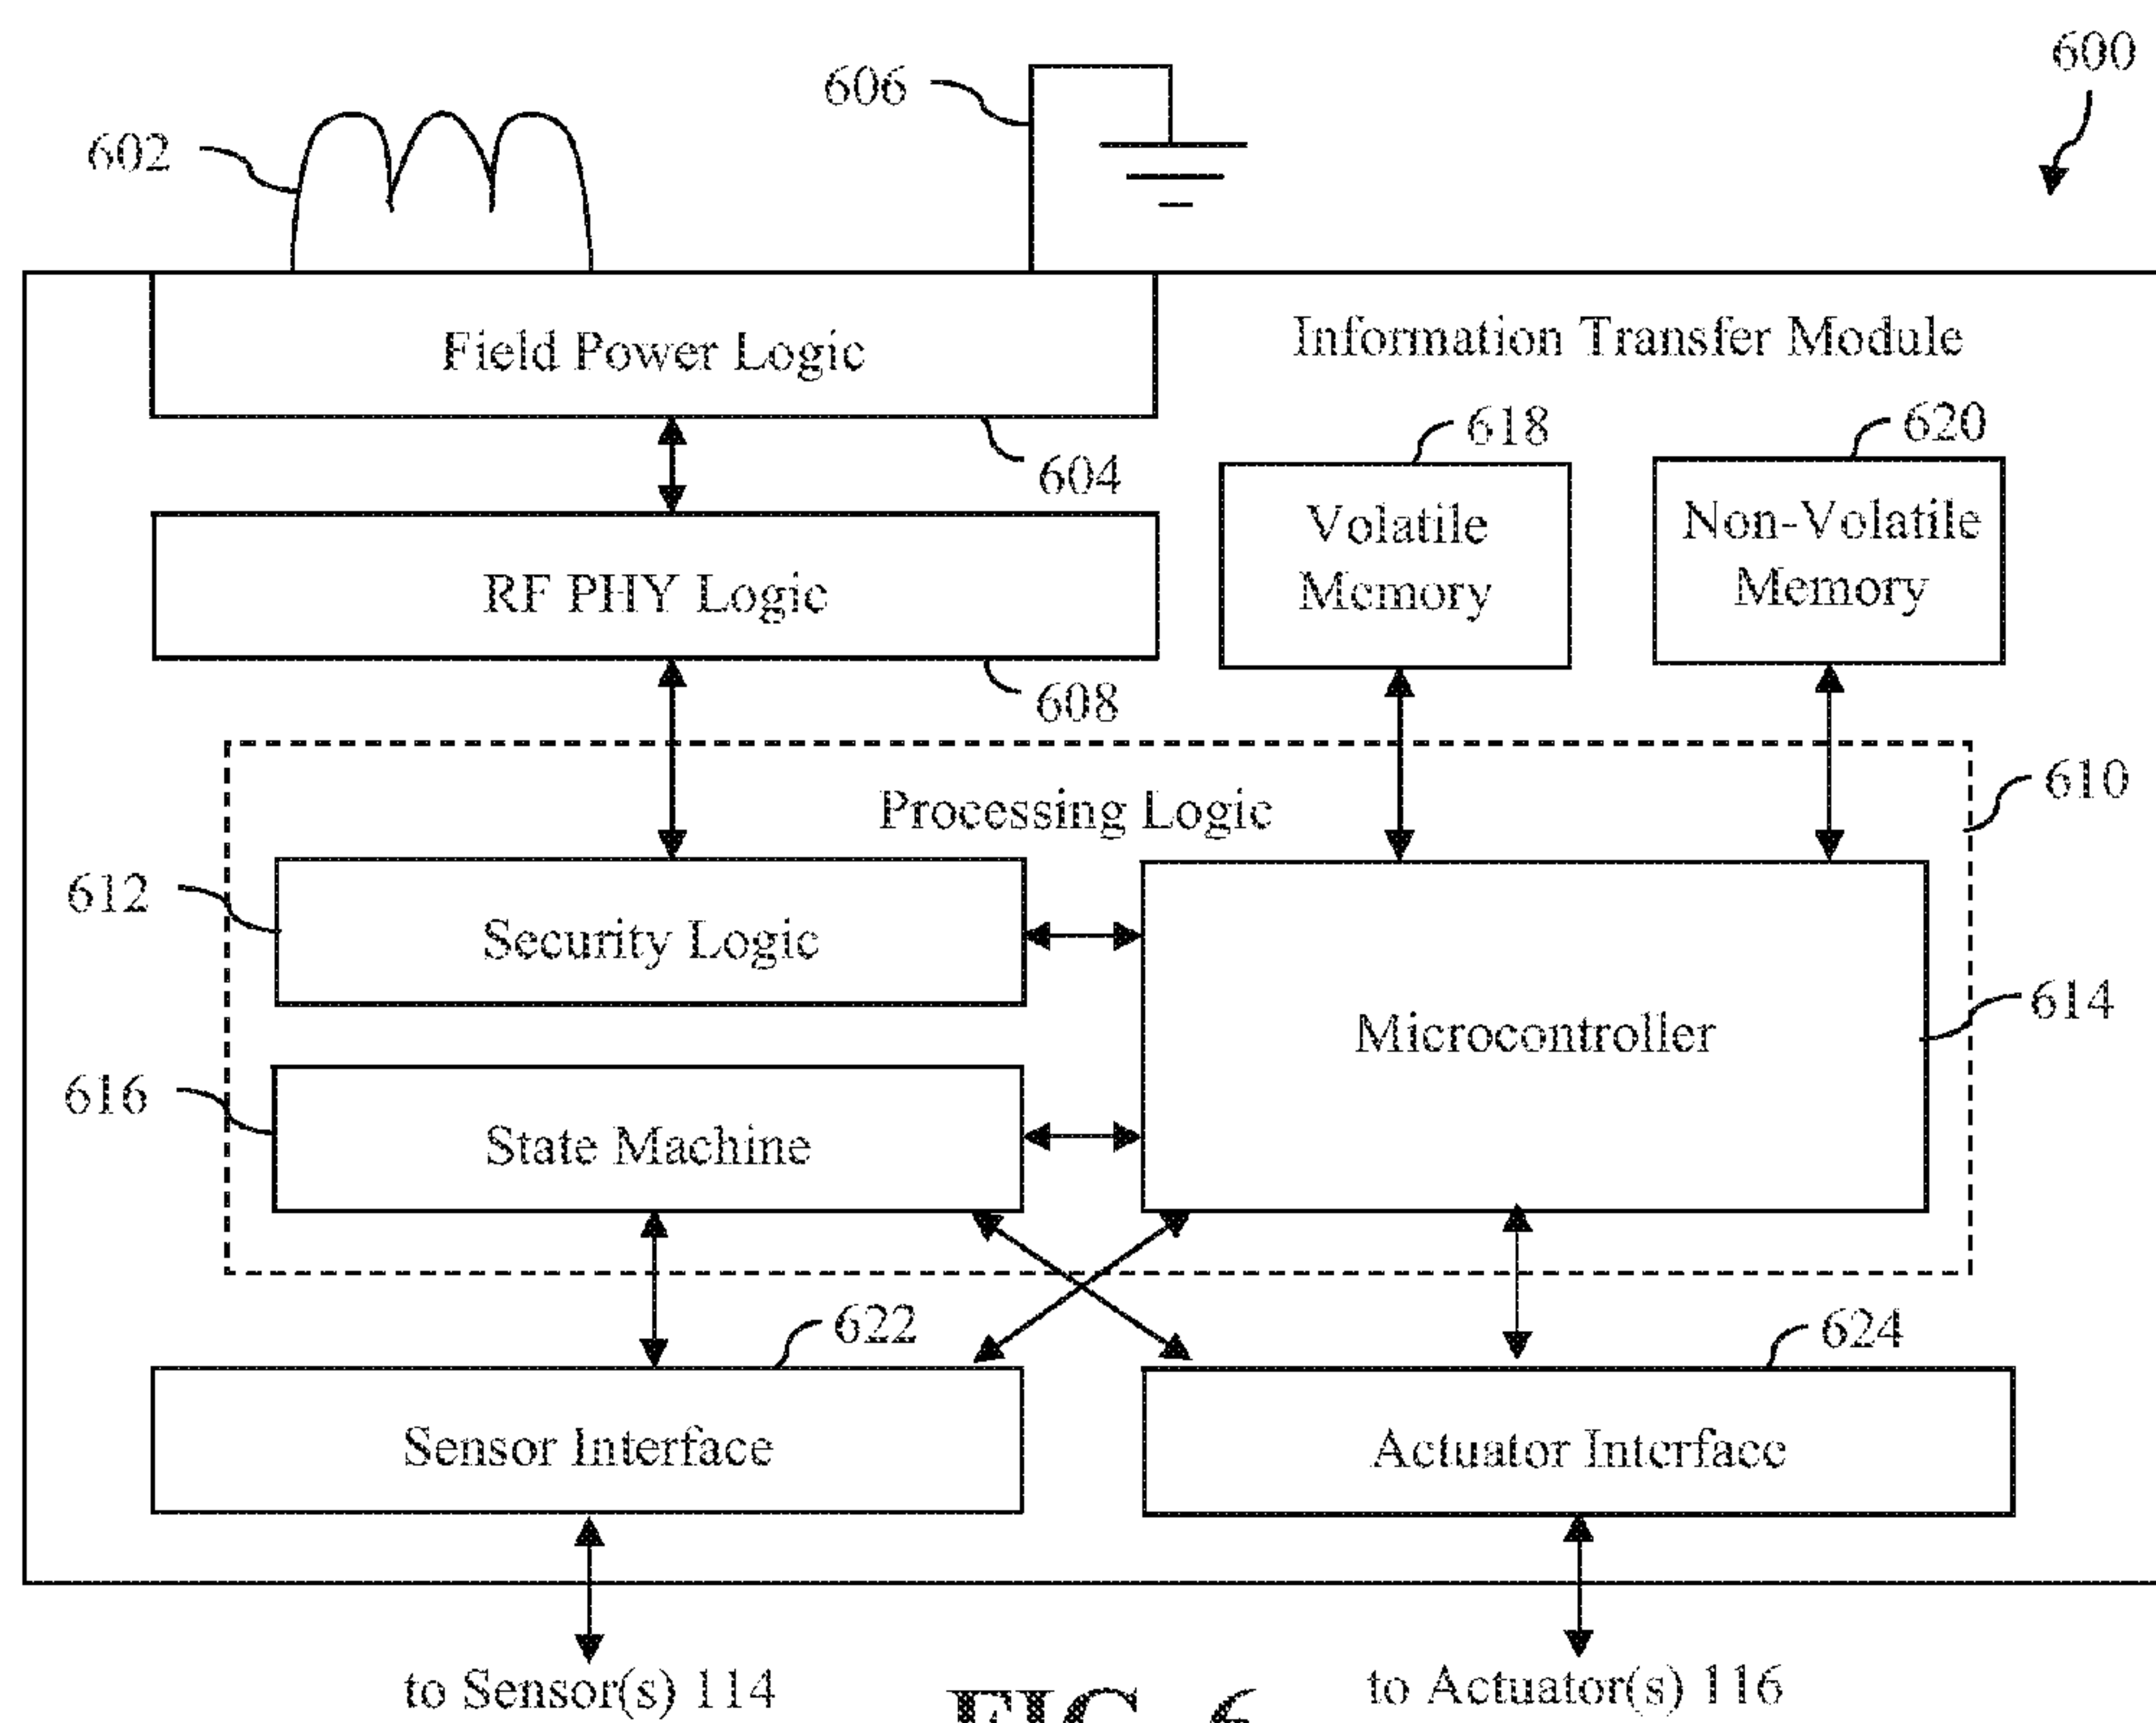 600
606
602
Field Power Logic
Information Transfer Module
604
618
620
Volatile
Memory
Non-Volatile
Memory
RF PHY Logic
608
610
Processing Logic
612
Security Logic
Microcontroller
614
616
State Machine
622
624
Sensor Interface
Actuator Interface
to Sensor(s) 114
to Actuator(s) 116
FIG. 6